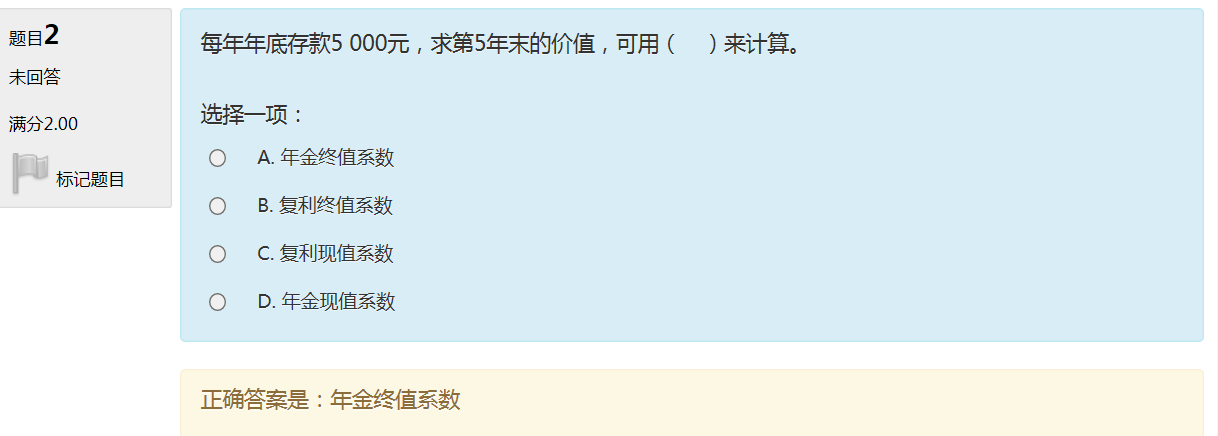 题目2
未回答
满分2.00
标记题目
每年年底存款5 000元，求第5年末的价值，可用（　）来计算。
选择一项：
A. 年金终值系数
B. 复利终值系数
C. 复利现值系数
D. 年金现值系数
正确答案是：年金终值系数